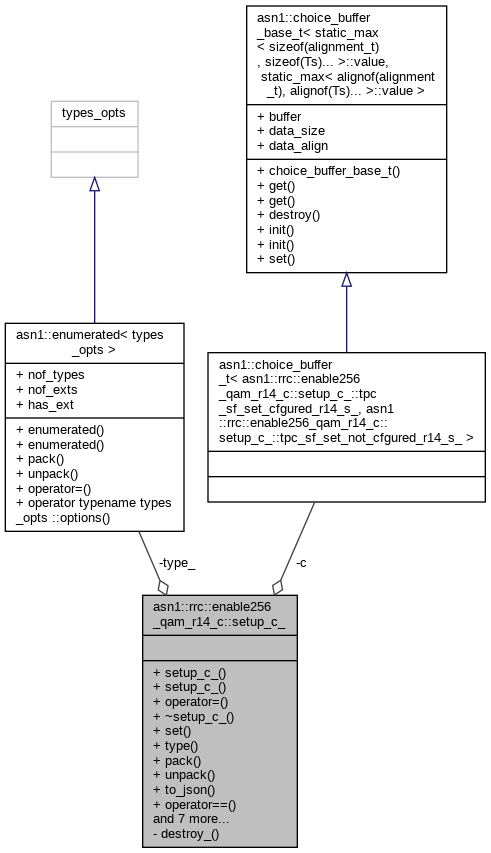 asn1::choice_buffer
_base_t< static_max
< sizeof(alignment_t)
, sizeof(Ts)... >::value,
static_max< alignof(alignment
_t), alignof(Ts)... >::value >
+ buffer
+ data_size
+ data_align
+ choice_buffer_base_t()
+ get()
+ get()
+ destroy()
+ init()
+ init()
+ set()
types_opts
asn1::enumerated< types
_opts >
+ nof_types
+ nof_exts
+ has_ext
+ enumerated()
+ enumerated()
+ pack()
+ unpack()
+ operator=()
+ operator typename types
_opts ::options()
asn1::choice_buffer
_t< asn1::rrc::enable256
_qam_r14_c::setup_c_::tpc
_sf_set_cfgured_r14_s_, asn1
::rrc::enable256_qam_r14_c::
setup_c_::tpc_sf_set_not_cfgured_r14_s_ >
-type_
-c
asn1::rrc::enable256
_qam_r14_c::setup_c_
+ setup_c_()
+ setup_c_()
+ operator=()
+ ~setup_c_()
+ set()
+ type()
+ pack()
+ unpack()
+ to_json()
+ operator==()
and 7 more...
- destroy_()